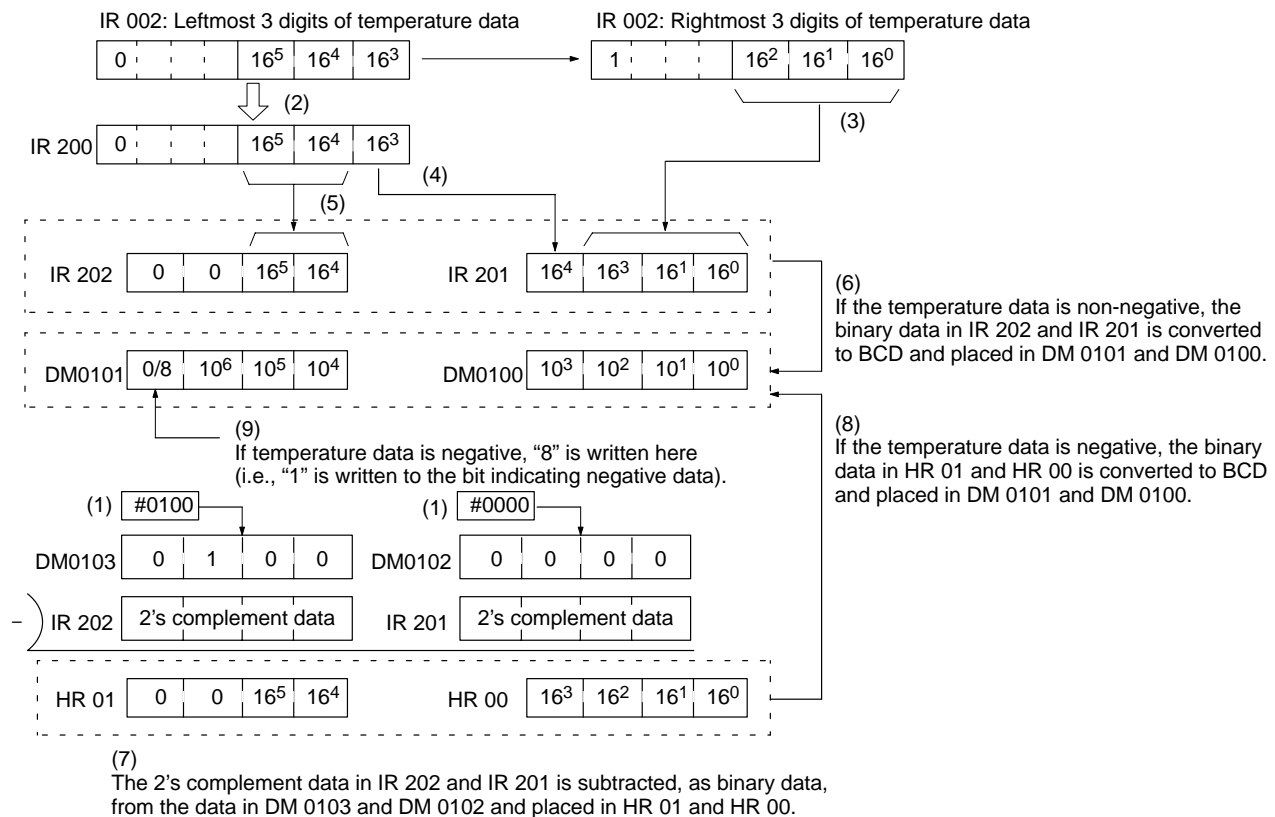 IR 002: Leftmost 3 digits of temperature data
IR 002: Rightmost 3 digits of temperature data
0 16⁵ 16⁴ 16³
1 16² 16¹ 16⁰
(2)
(3)
IR 200 0 16⁵ 16⁴ 16³
(4)
(5)
IR 202 0 0 16⁵ 16⁴
IR 201 16⁴ 16³ 16¹ 16⁰
(6)
If the temperature data is non-negative, the
binary data in IR 202 and IR 201 is converted
to BCD and placed in DM 0101 and DM 0100.
DM0101 0/8 10⁶ 10⁵ 10⁴
DM0100 10³ 10² 10¹ 10⁰
(9)
If temperature data is negative, “8” is written here
(i.e., “1” is written to the bit indicating negative data).
(8)
If the temperature data is negative, the binary
data in HR 01 and HR 00 is converted to BCD
and placed in DM 0101 and DM 0100.
(1) #0100
(1) #0000
DM0103 0 1 0 0
DM0102 0 0 0 0
– IR 202 2's complement data
IR 201 2's complement data
HR 01 0 0 16⁵ 16⁴
HR 00 16³ 16² 16¹ 16⁰
(7)
The 2's complement data in IR 202 and IR 201 is subtracted, as binary data,
from the data in DM 0103 and DM 0102 and placed in HR 01 and HR 00.